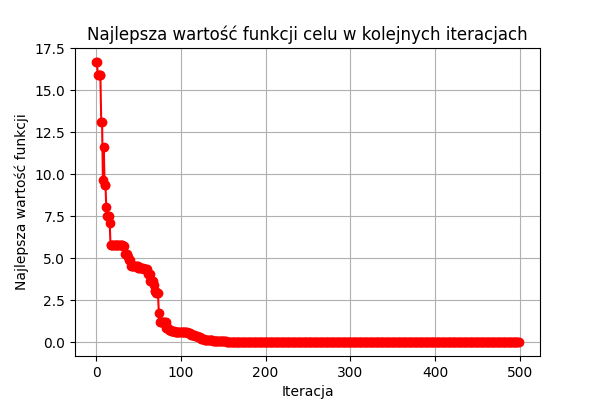 Najlepsza wartość funkcji celu w kolejnych iteracjach
17.5
15.0
12.5
10.0
7.5
5.0
2.5
0.0
Najlepsza wartość funkcji
0 100 200 300 400 500
Iteracja